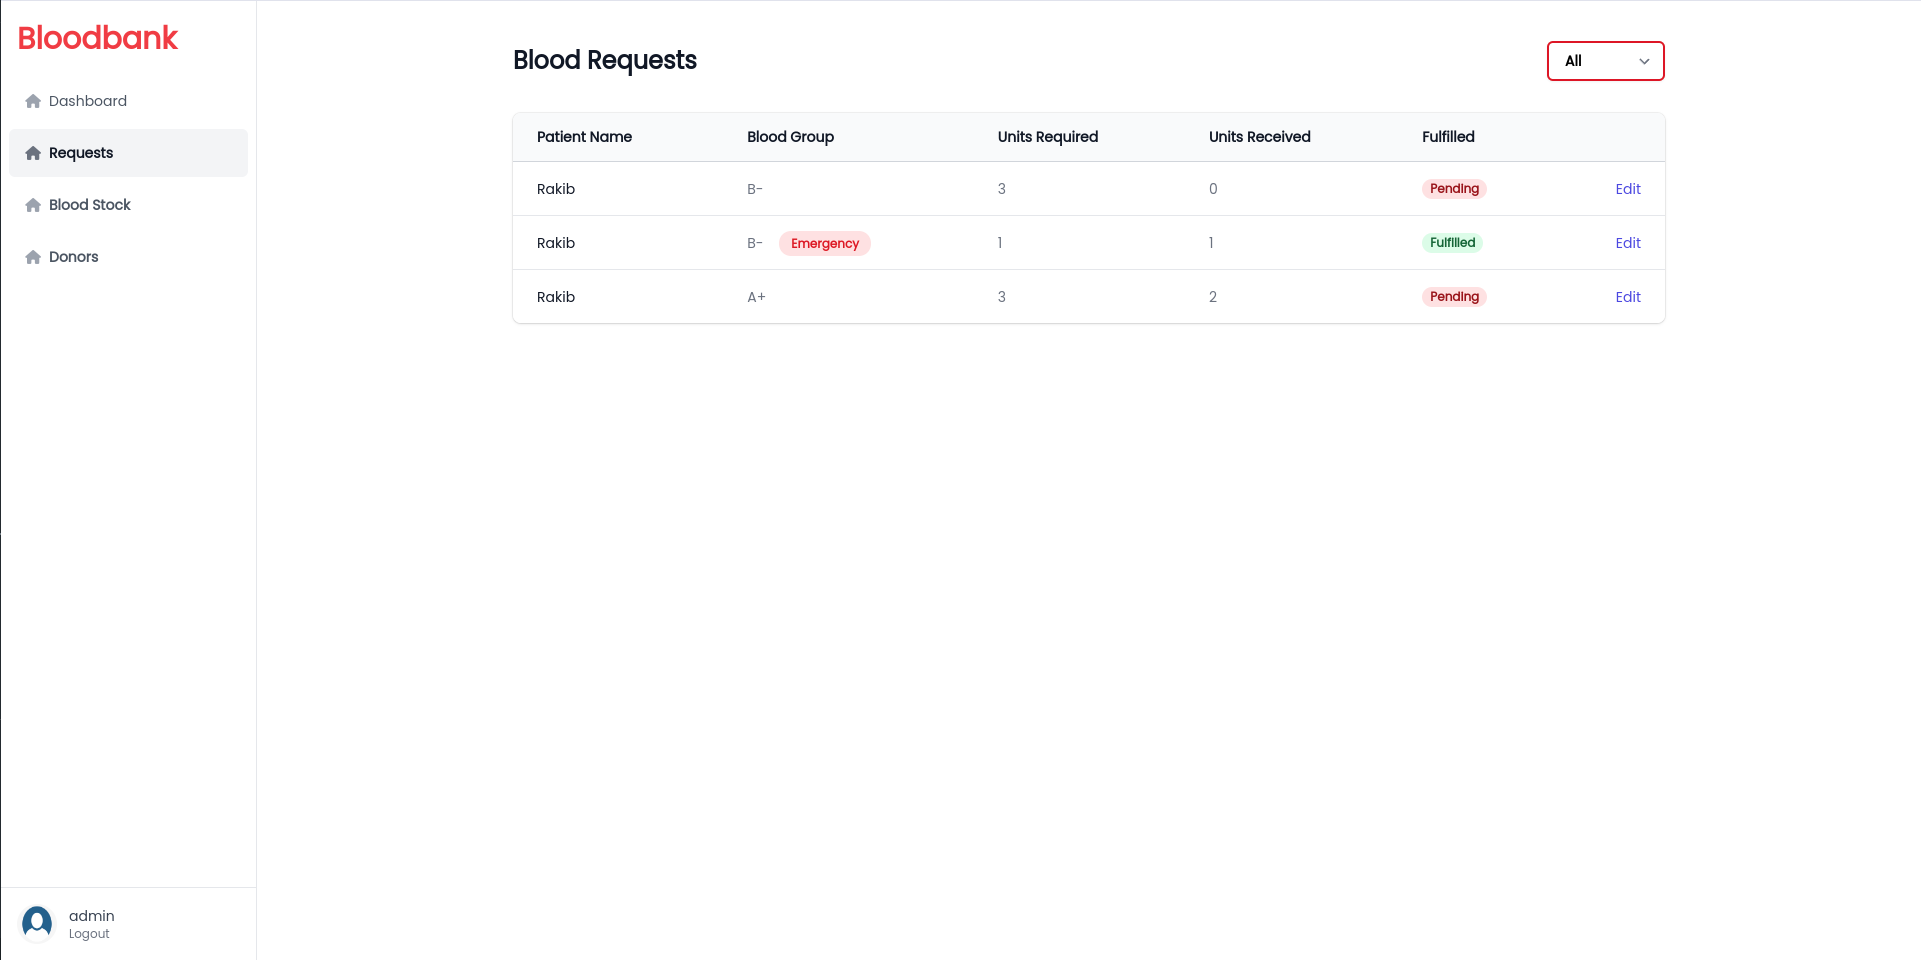 Bloodbank
Dashboard
Requests
Blood Stock
Donors
admin
Logout
Blood Requests
All
Patient Name Blood Group Units Required Units Received Fulfilled
Rakib B- 3 0 Pending Edit
Rakib B- Emergency 1 1 Fulfilled Edit
Rakib A+ 3 2 Pending Edit